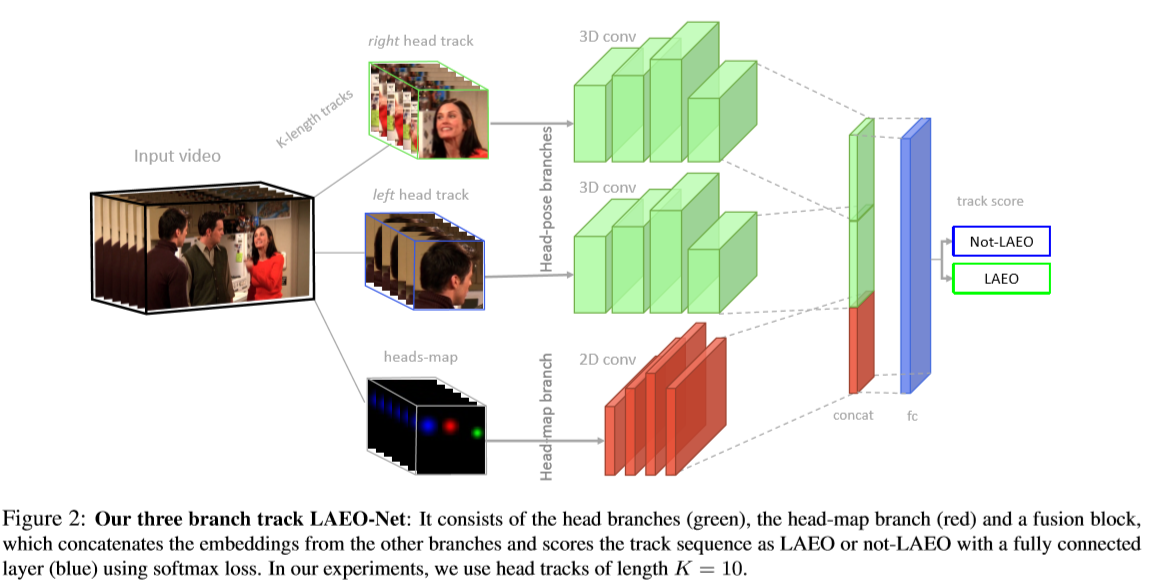 right head track
3D conv
K-length tracks
Input video
Head-pose branches
left head track
3D conv
track score
Not-LAEO
LAEO
heads-map
Head-map branch
2D conv
concat
fc
Figure 2: Our three branch track LAEO-Net: It consists of the head branches (green), the head-map branch (red) and a fusion block,
which concatenates the embeddings from the other branches and scores the track sequence as LAEO or not-LAEO with a fully connected
layer (blue) using softmax loss. In our experiments, we use head tracks of length K = 10.